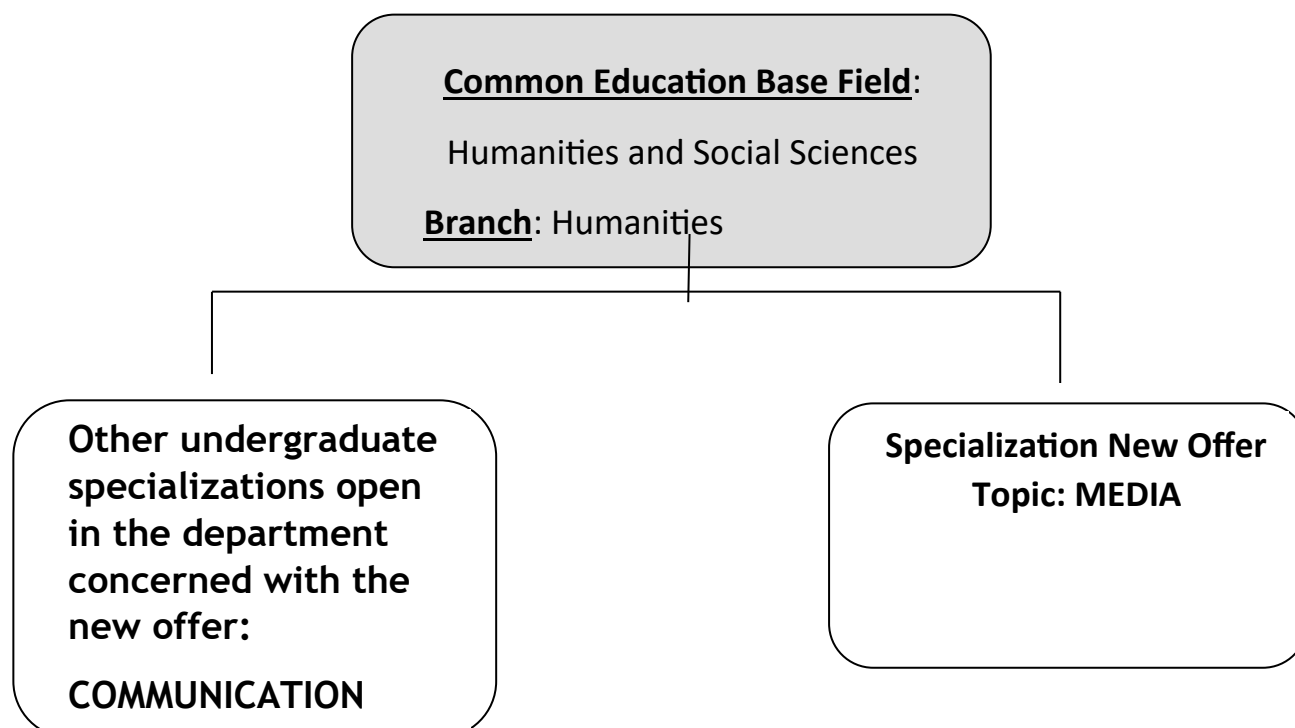 Common Education Base Field:
Humanities and Social Sciences
Branch: Humanities
Other undergraduate
specializations open
in the department
concerned with the
new offer:
COMMUNICATION
Specialization New Offer
Topic: MEDIA